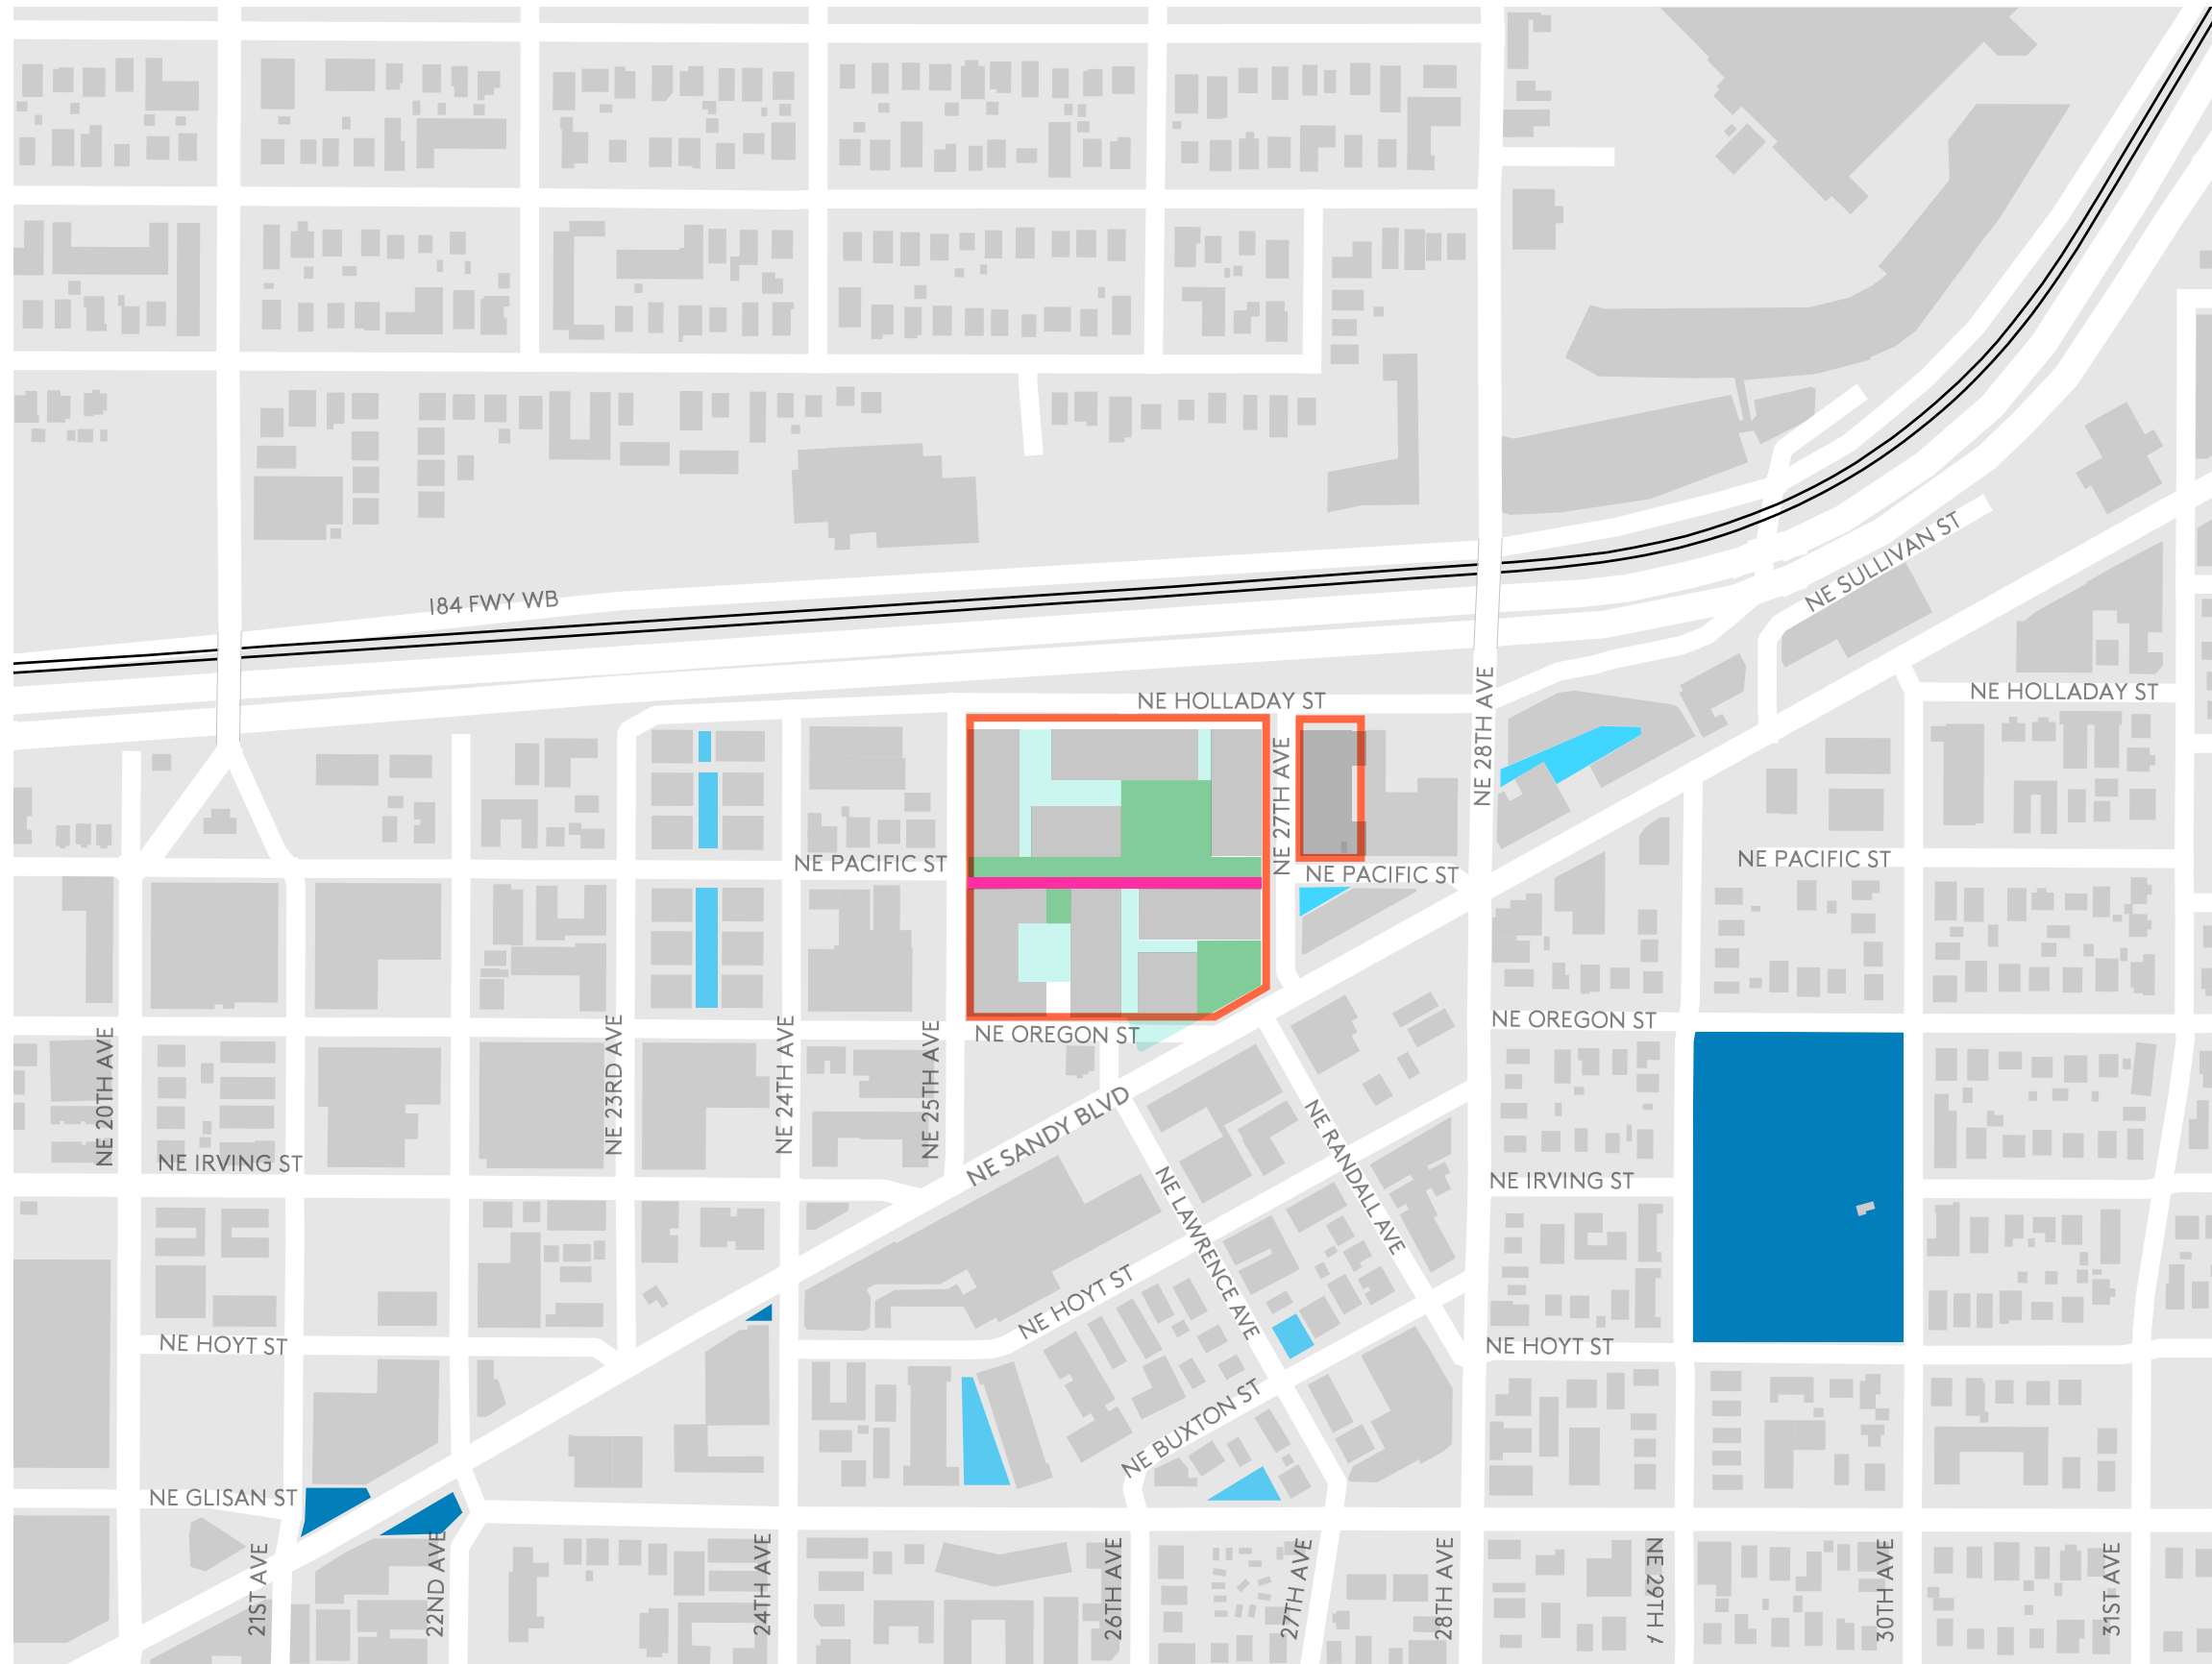 I84 FWY WB
NE SULLIVAN ST
NE HOLLADAY ST
NE HOLLADAY ST
NE 28TH AVE
NE 27TH AVE
NE PACIFIC ST
NE PACIFIC ST
NE PACIFIC ST
NE OREGON ST
NE OREGON ST
NE 20TH AVE
NE 23RD AVE
NE 24TH AVE
NE 25TH AVE
NE SANDY BLVD
NE RANDALL AVE
NE LAWRENCE AVE
NE IRVING ST
NE IRVING ST
NE HOYT ST
NE HOYT ST
NE HOYT ST
NE BUXTON ST
NE GLISAN ST
21ST AVE
22ND AVE
24TH AVE
26TH AVE
27TH AVE
28TH AVE
NE 29TH A
30TH AVE
31ST AVE